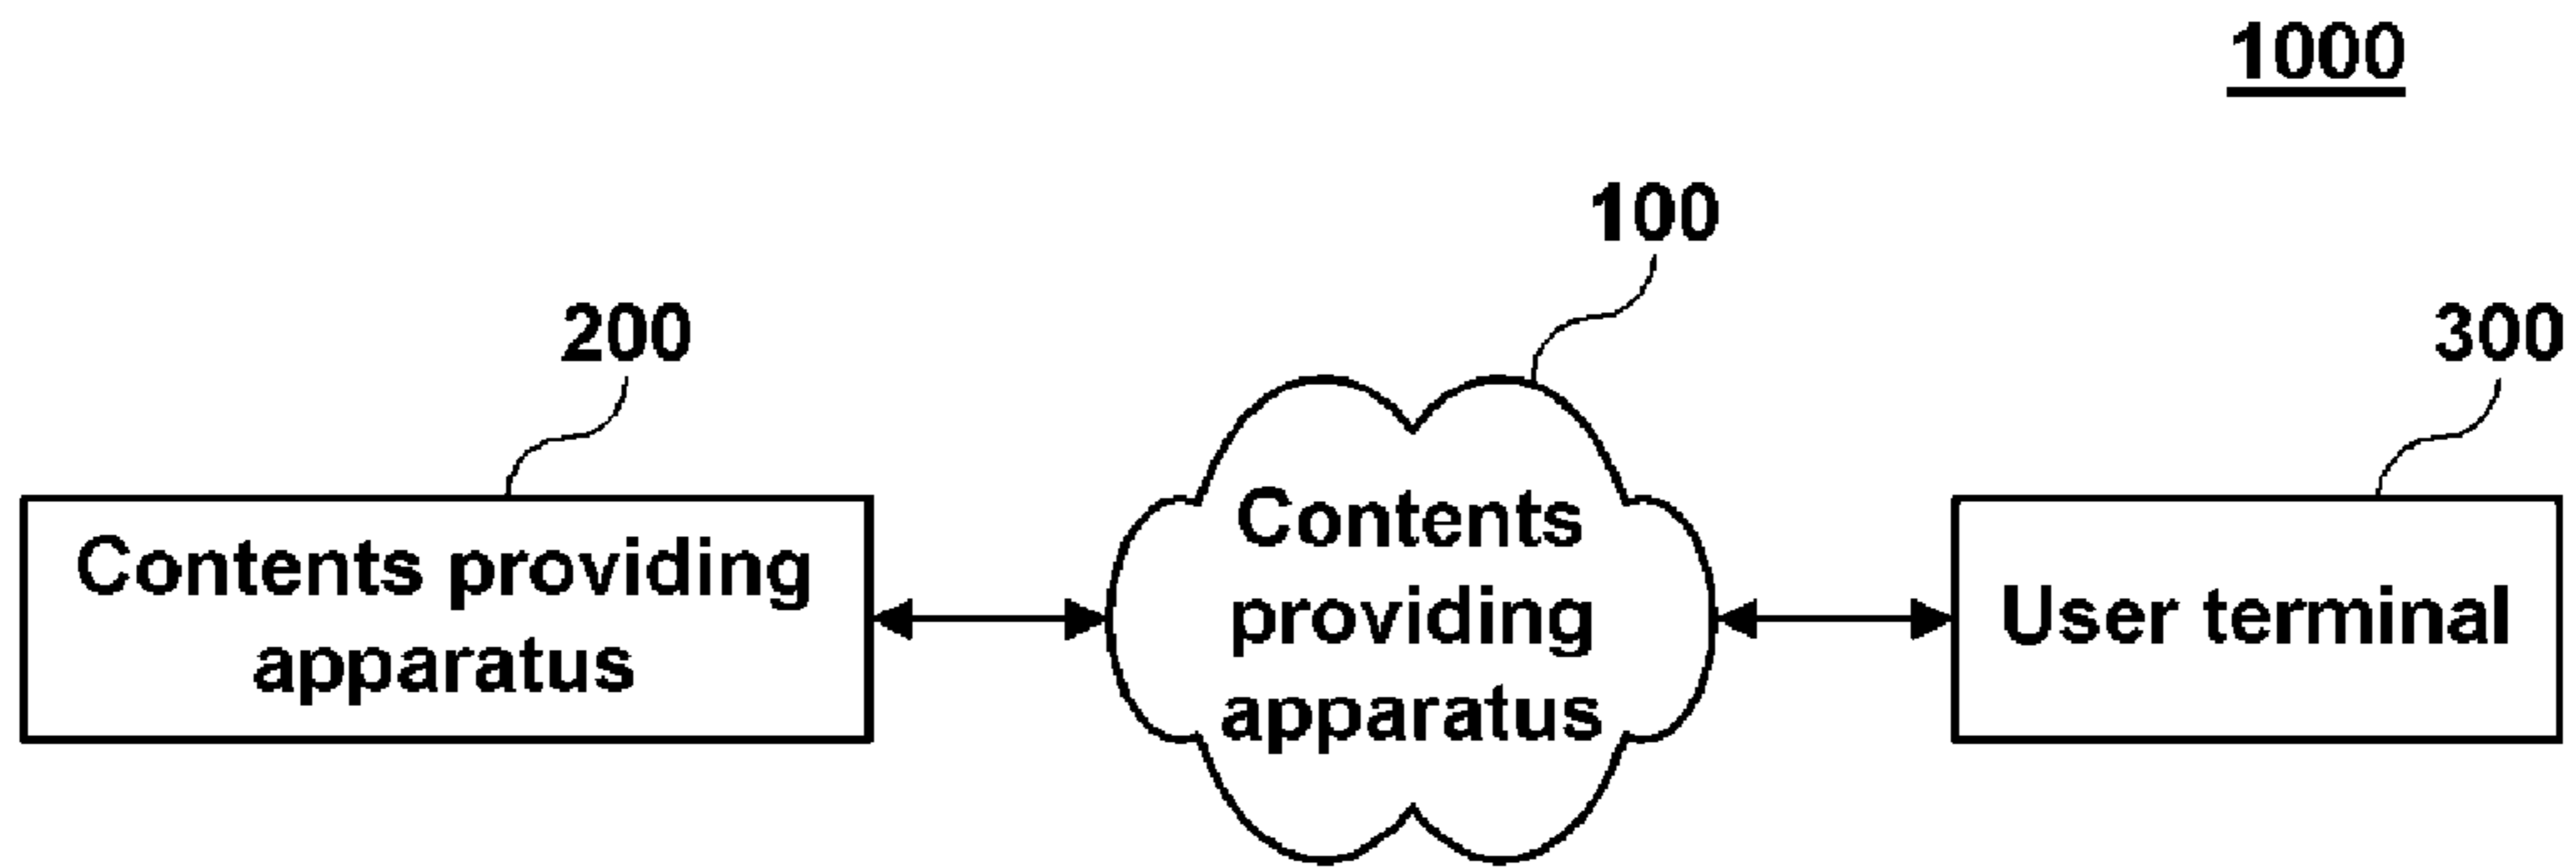 1000
100
200
300
Contents providing
apparatus
Contents
providing
apparatus
User terminal